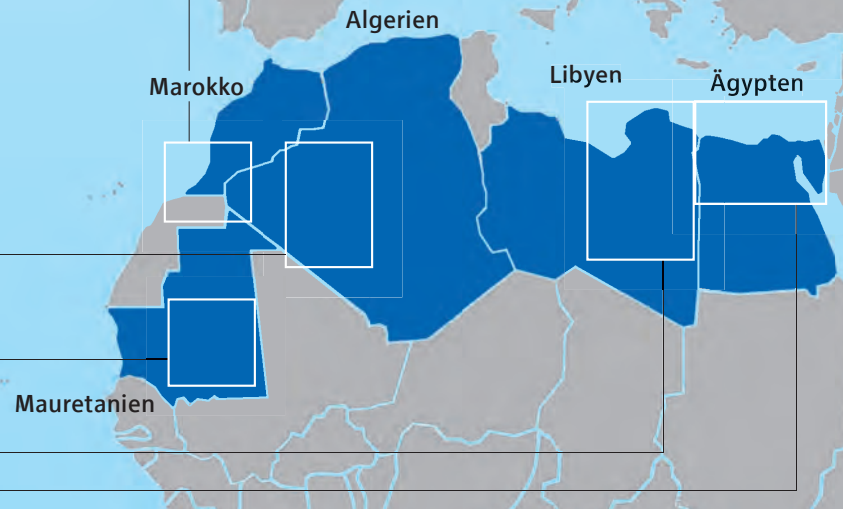 Algerien
Marokko
Libyen
Ägypten
Mauretanien